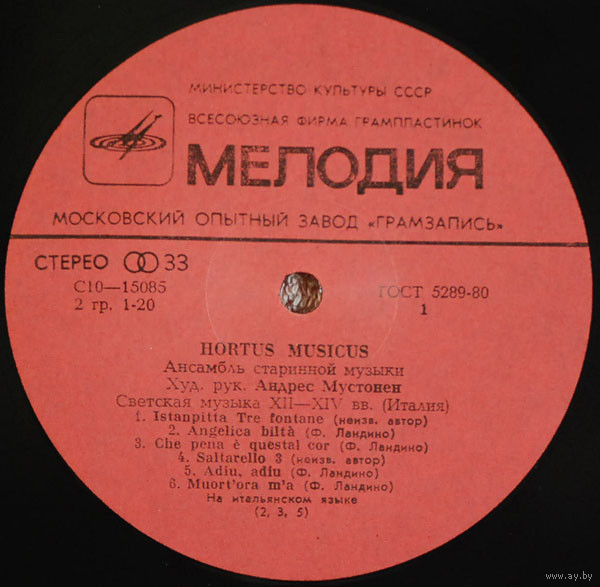 МИНИСТЕРСТВО КУЛЬТУРЫ СССР
ВСЕСОЮЗНАЯ ФИРМА ГРАМПЛАСТИНОК
МЕЛОДИЯ
МОСКОВСКИЙ ОПЫТНЫЙ ЗАВОД «ГРАМЗАПИСЬ»
СТЕРЕО 33
С10—15085
2 гр. 1-20
ГОСТ 5289-80
1
HORTUS MUSICUS
Ансамбль старинной музыки
Худ. рук. Андрес Мустонен
Светская музыка XII—XIV вв. (Италия)
1. Istanpitta Tre fontane (неизв. автор)
2. Angelica biltà (Ф. Ландино)
3. Che pena è questal cor (Ф. Ландино)
4. Saltarello 3 (неизв. автор)
5. Adiu, adiu (Ф. Ландино)
6. Muort'ora m'a (Ф. Ландино)
На итальянском языке
(2, 3, 5)
www.ay.by